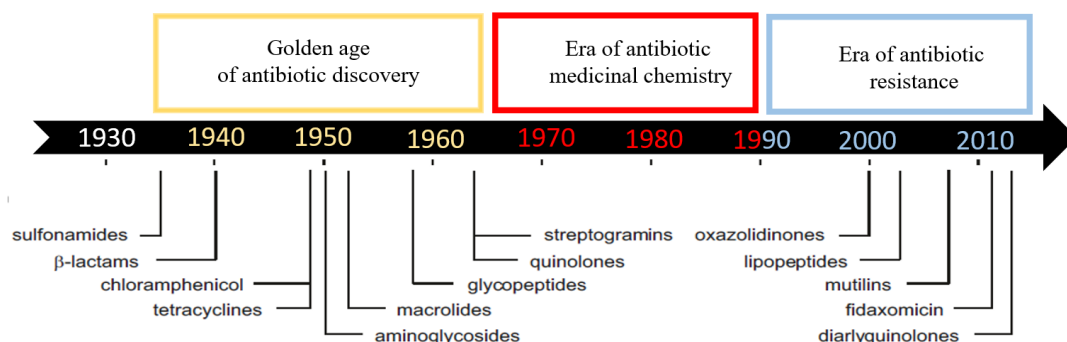 Golden age
of antibiotic discovery
Era of antibiotic
medicinal chemistry
Era of antibiotic
resistance
1930 1940 1950 1960 1970 1980 1990 2000 2010
sulfonamides
streptogramins
oxazolidinones
β-lactams
quinolones
lipopeptides
chloramphenicol
glycopeptides
mutilins
tetracyclines
macrolides
fidaxomicin
aminoglycosides
diarlyquinolones